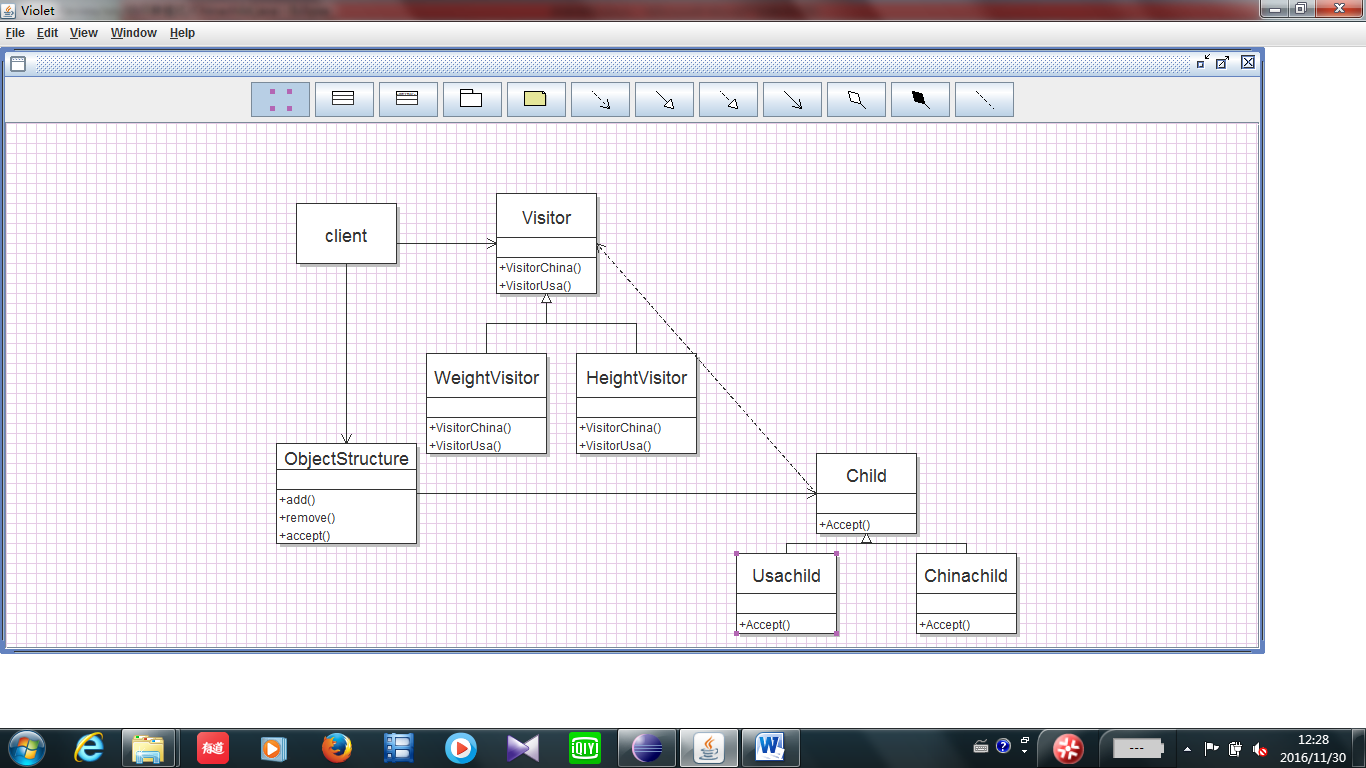 Violet
File Edit View Window Help
client
Visitor
+VisitorChina()
+VisitorUsa()
WeightVisitor
+VisitorChina()
+VisitorUsa()
HeightVisitor
+VisitorChina()
+VisitorUsa()
ObjectStructure
+add()
+remove()
+accept()
Child
+Accept()
Usachild
+Accept()
Chinachild
+Accept()
有道
iQIYI
W
---
12:28
2016/11/30